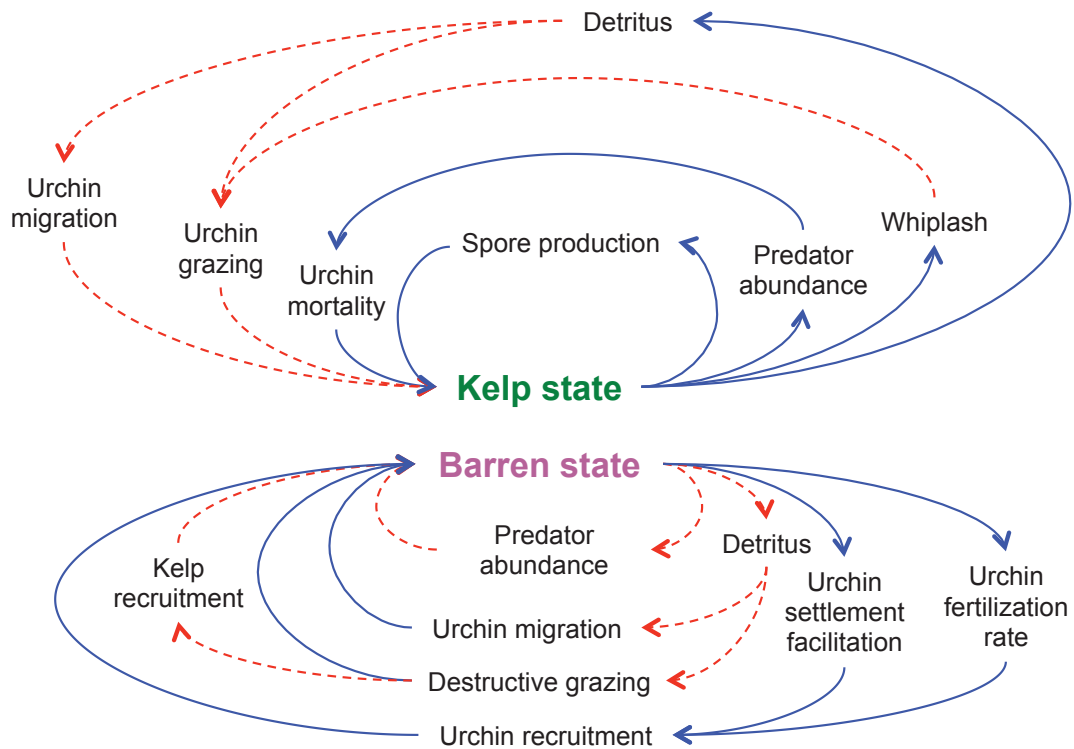 Detritus
Urchin
migration
Urchin
grazing
Urchin
mortality
Spore production
Predator
abundance
Whiplash
Kelp state
Barren state
Predator
abundance
Detritus
Kelp
recruitment
Urchin
settlement
facilitation
Urchin
fertilization
rate
Urchin migration
Destructive grazing
Urchin recruitment